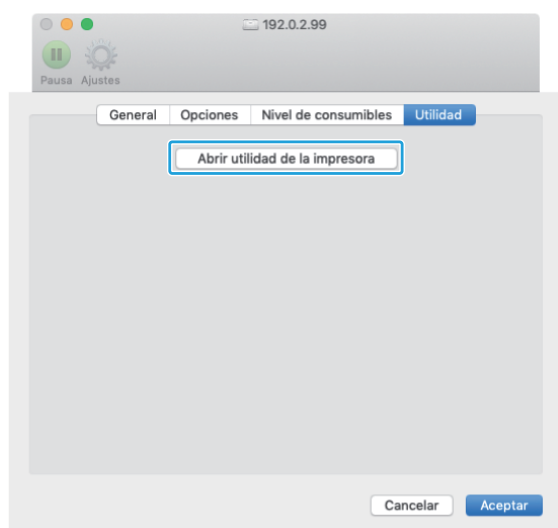 192.0.2.99
Pausa Ajustes
General Opciones Nivel de consumibles Utilidad
Abrir utilidad de la impresora
Cancelar Aceptar